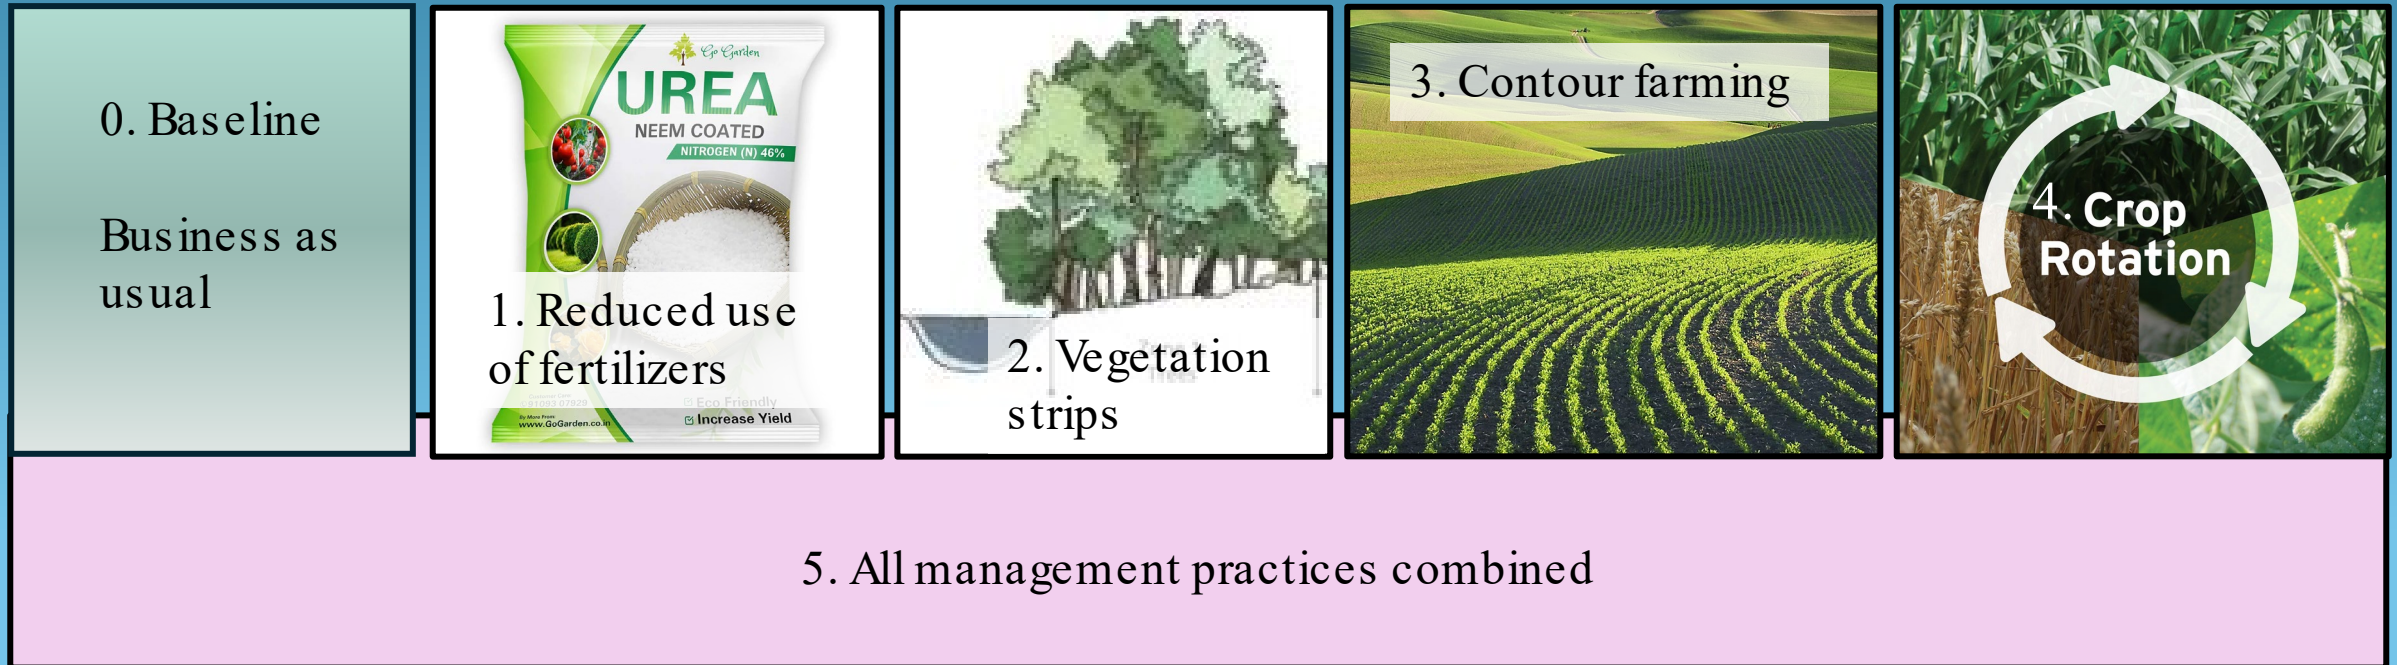 0. Baseline
Business as
usual
Go Garden
UREA
NEEM COATED
NITROGEN (N) 46%
1. Reduced use
of fertilizers
Eco Friendly
Increase Yield
www.GoGarden.co.in
2. Vegetation
strips
3. Contour farming
4. Crop
Rotation
5. All management practices combined